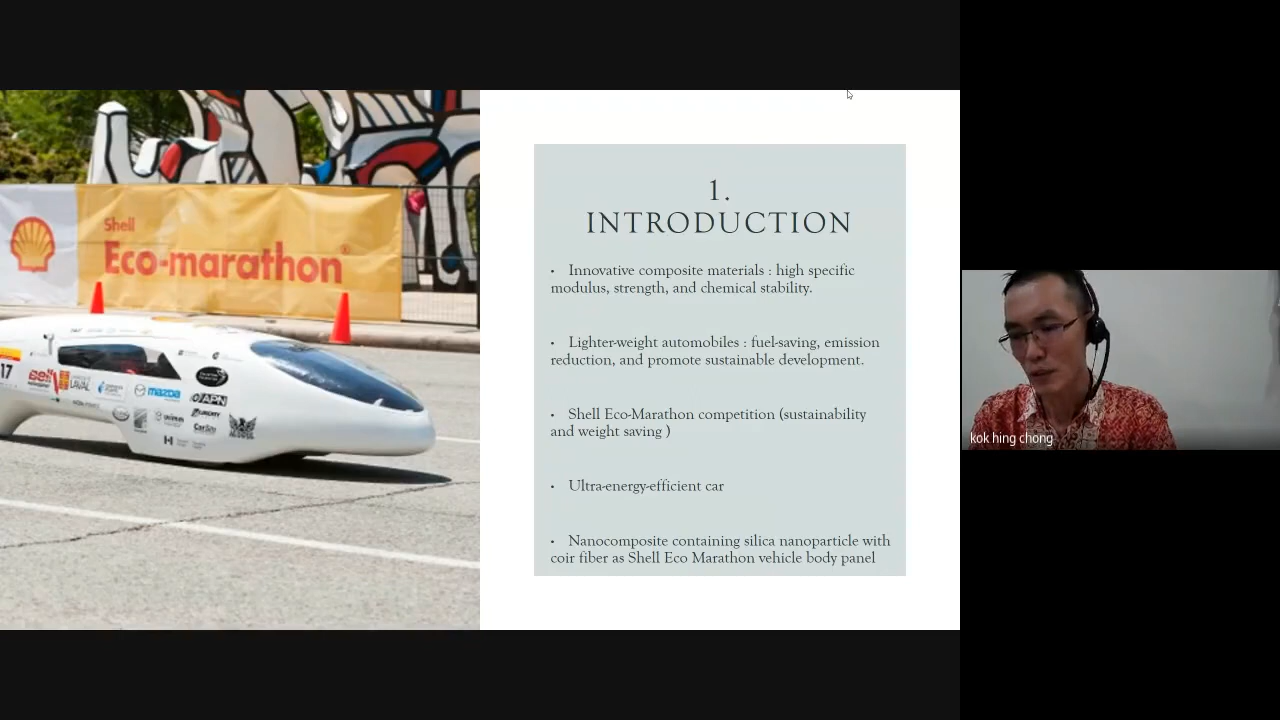 Shell
Eco-marathon®
17
LAVAL
mazda
APN
1.
INTRODUCTION
• Innovative composite materials : high specific
modulus, strength, and chemical stability.
• Lighter-weight automobiles : fuel-saving, emission
reduction, and promote sustainable development.
• Shell Eco-Marathon competition (sustainability
and weight saving )
• Ultra-energy-efficient car
• Nanocomposite containing silica nanoparticle with
coir fiber as Shell Eco Marathon vehicle body panel
kok hing chong